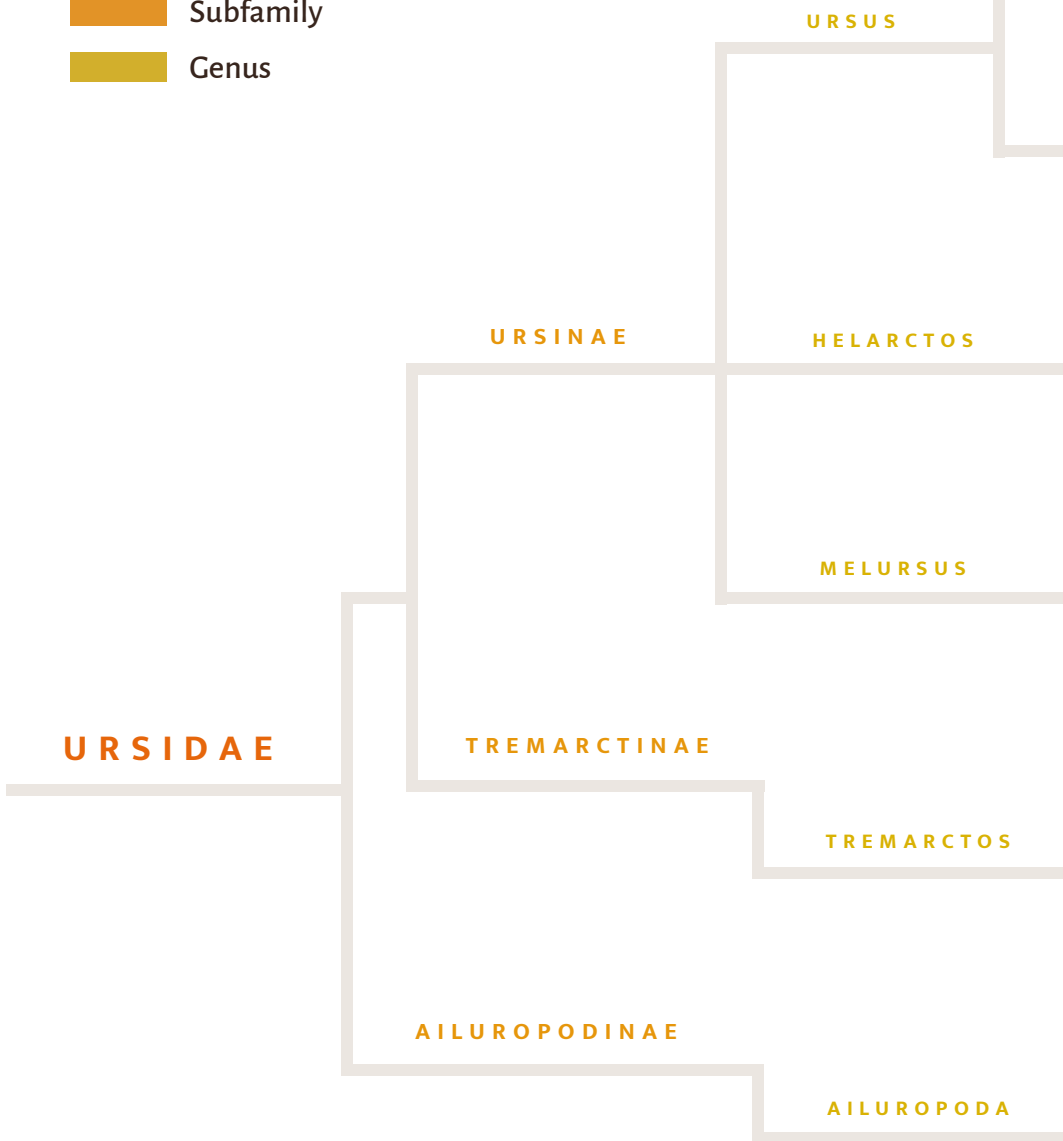 Subfamily
Genus
URSUS
URSINAE
HELARCTOS
MELURSUS
URSIDAE
TREMARCTINAE
TREMARCTOS
AILUROPODINAE
AILUROPODA